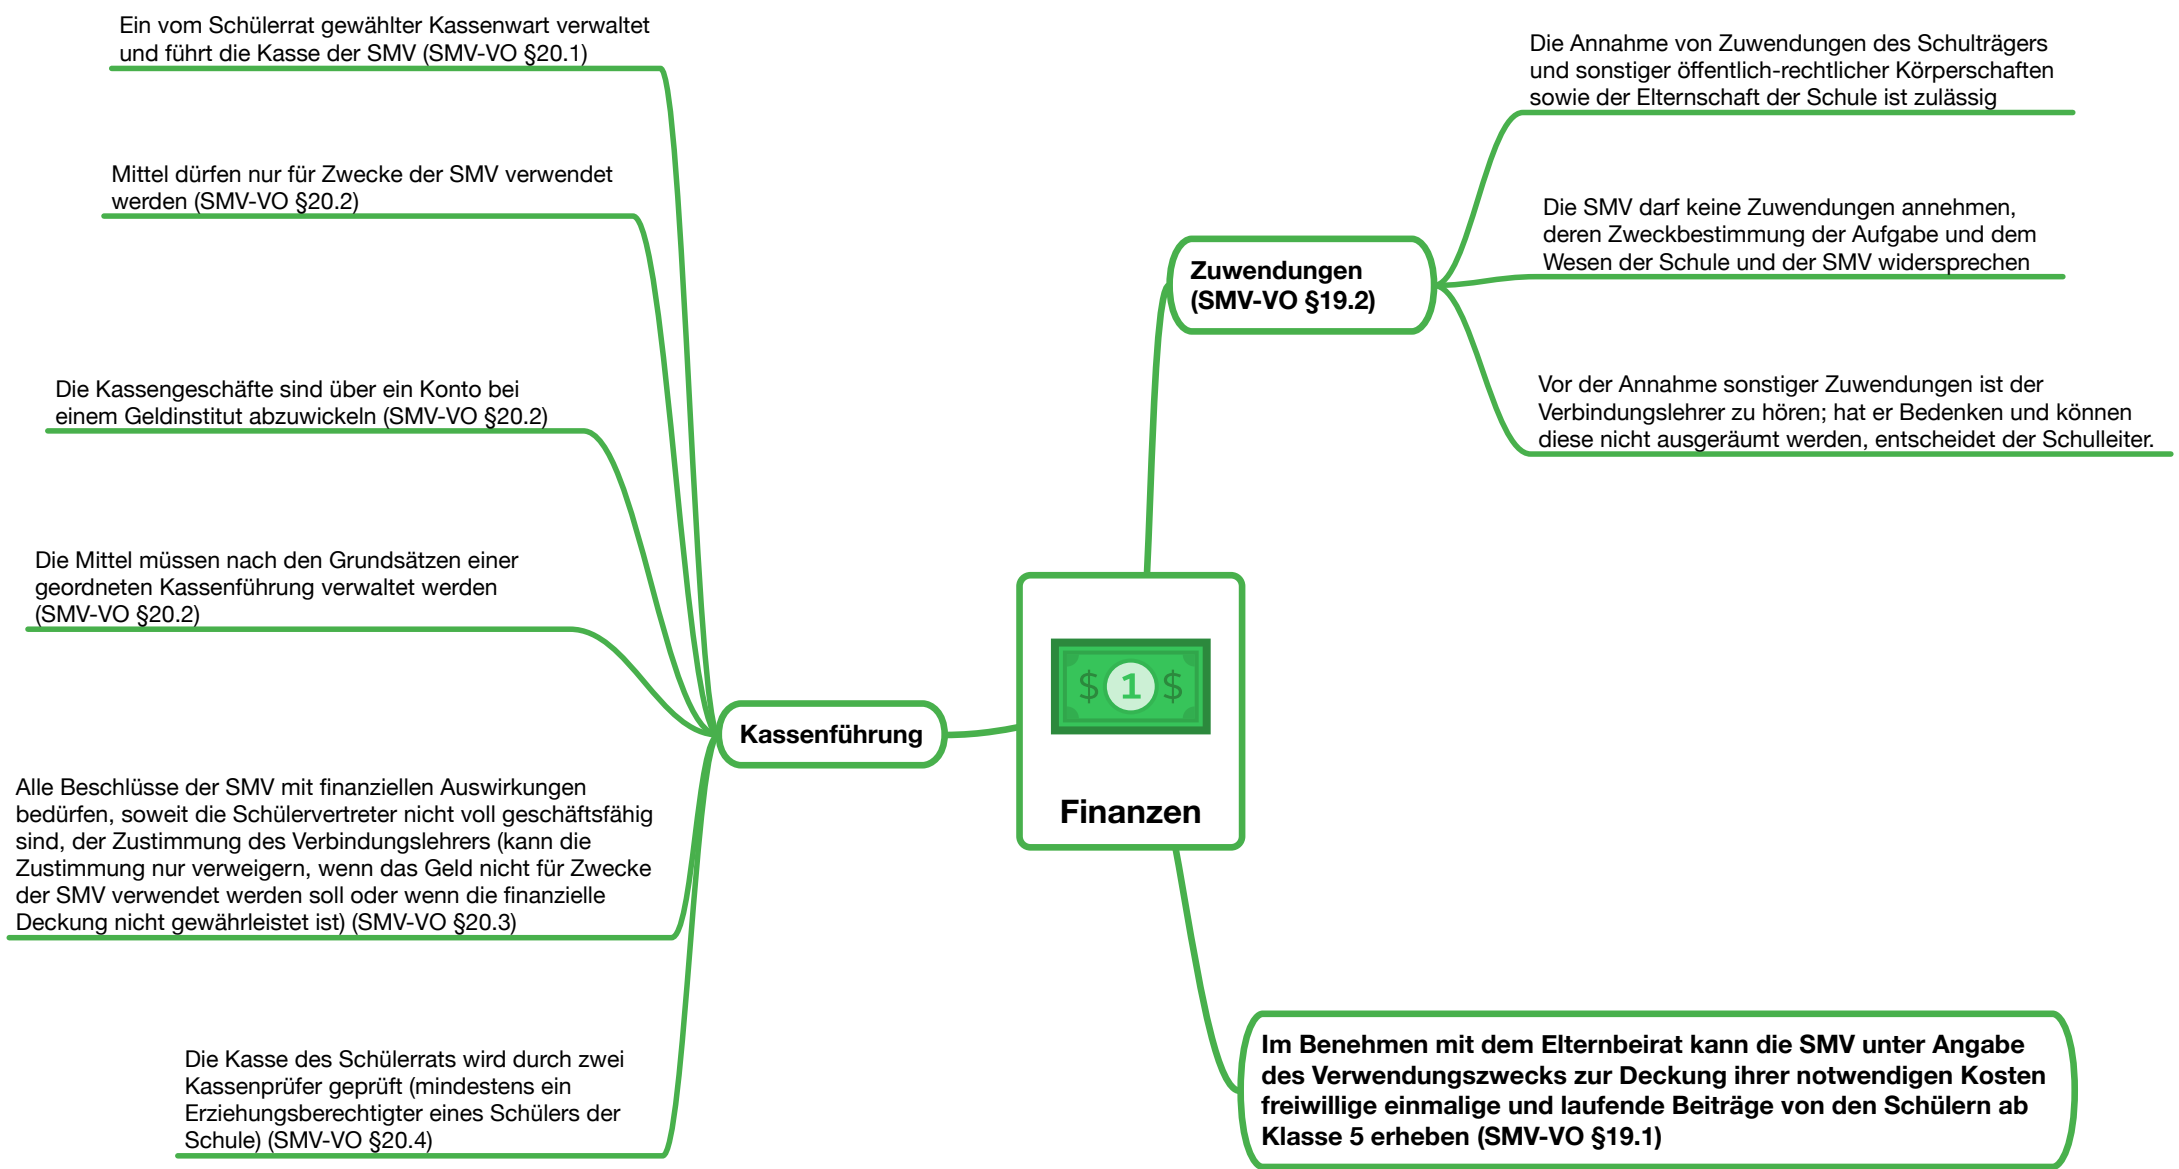 Ein vom Schülerrat gewählter Kassenwart verwaltet
und führt die Kasse der SMV (SMV-VO §20.1)
Mittel dürfen nur für Zwecke der SMV verwendet
werden (SMV-VO §20.2)
Die Kassengeschäfte sind über ein Konto bei
einem Geldinstitut abzuwickeln (SMV-VO §20.2)
Die Mittel müssen nach den Grundsätzen einer
geordneten Kassenführung verwaltet werden
(SMV-VO §20.2)
Alle Beschlüsse der SMV mit finanziellen Auswirkungen
bedürfen, soweit die Schülervertreter nicht voll geschäftsfähig
sind, der Zustimmung des Verbindungslehrers (kann die
Zustimmung nur verweigern, wenn das Geld nicht für Zwecke
der SMV verwendet werden soll oder wenn die finanzielle
Deckung nicht gewährleistet ist) (SMV-VO §20.3)
Die Kasse des Schülerrats wird durch zwei
Kassenprüfer geprüft (mindestens ein
Erziehungsberechtigter eines Schülers der
Schule) (SMV-VO §20.4)
Kassenführung
$ 1 $
Finanzen
Zuwendungen
(SMV-VO §19.2)
Die Annahme von Zuwendungen des Schulträgers
und sonstiger öffentlich-rechtlicher Körperschaften
sowie der Elternschaft der Schule ist zulässig
Die SMV darf keine Zuwendungen annehmen,
deren Zweckbestimmung der Aufgabe und dem
Wesen der Schule und der SMV widersprechen
Vor der Annahme sonstiger Zuwendungen ist der
Verbindungslehrer zu hören; hat er Bedenken und können
diese nicht ausgeräumt werden, entscheidet der Schulleiter.
Im Benehmen mit dem Elternbeirat kann die SMV unter Angabe
des Verwendungszwecks zur Deckung ihrer notwendigen Kosten
freiwillige einmalige und laufende Beiträge von den Schülern ab
Klasse 5 erheben (SMV-VO §19.1)